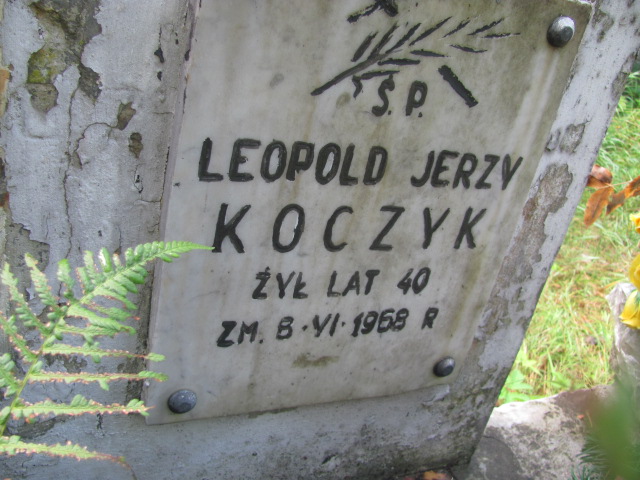 Ś.P.
LEOPOLD JERZY
KOCZYK
ŻYŁ LAT 40
ZM. 8·VI·1968 R